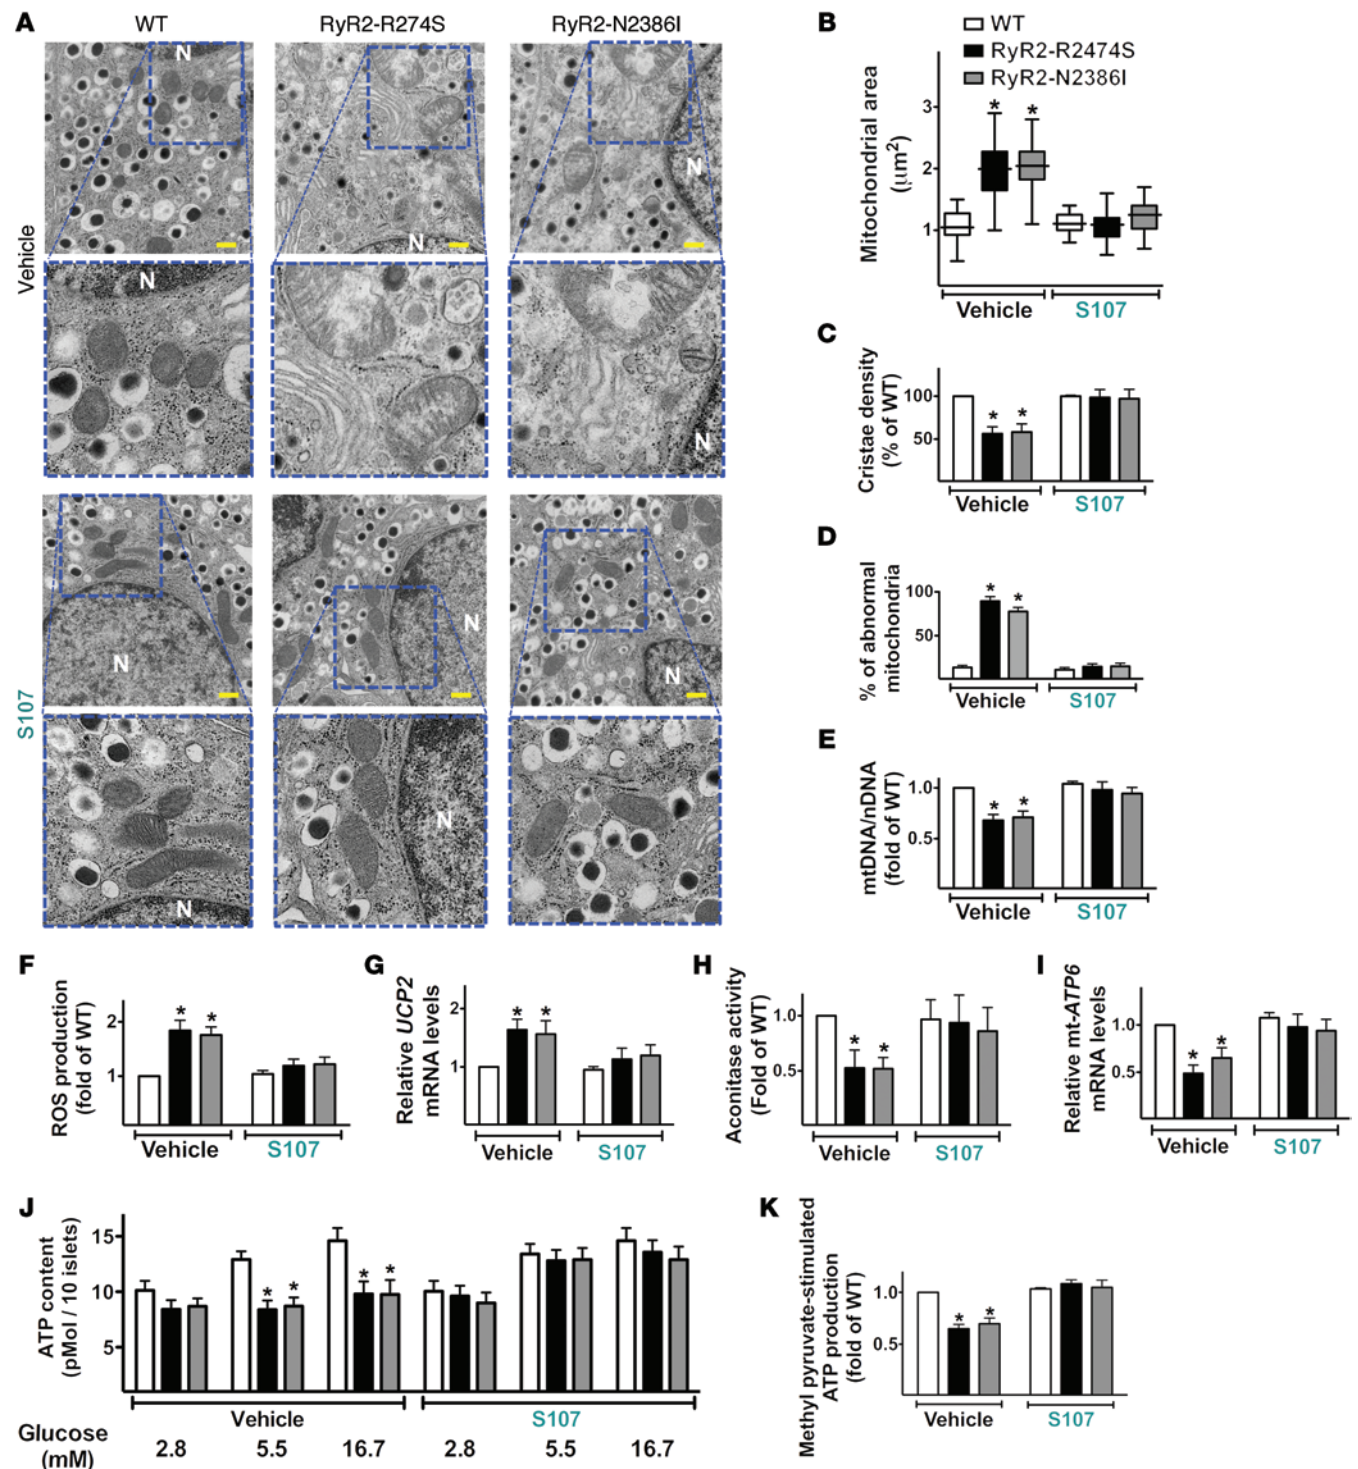 A
WT
RyR2-R274S
RyR2-N2386I
Vehicle
N
N
N
N
N
S107
N
N
N
N
N
B
WT
RyR2-R2474S
RyR2-N2386I
Mitochondrial area
(μm2)
3
2
1
* *
Vehicle
S107
C
Cristae density
(% of WT)
100
50
* *
Vehicle
S107
D
% of abnormal
mitochondria
100
50
* *
Vehicle
S107
E
mtDNA/nDNA
(fold of WT)
1.0
0.5
* *
Vehicle
S107
F
ROS production
(fold of WT)
2
1
* *
Vehicle
S107
G
Relative UCP2
mRNA levels
2
1
* *
Vehicle
S107
H
Aconitase activity
(Fold of WT)
1.0
0.5
* *
Vehicle
S107
I
Relative mt-ATP6
mRNA levels
1.0
0.5
* *
Vehicle
S107
J
ATP content
(pMol / 10 islets)
15
10
5
* * * *
Vehicle
S107
Glucose
(mM)
2.8 5.5 16.7 2.8 5.5 16.7
K
Methyl pyruvate-stimulated
ATP production
(fold of WT)
1.0
0.5
* *
Vehicle
S107